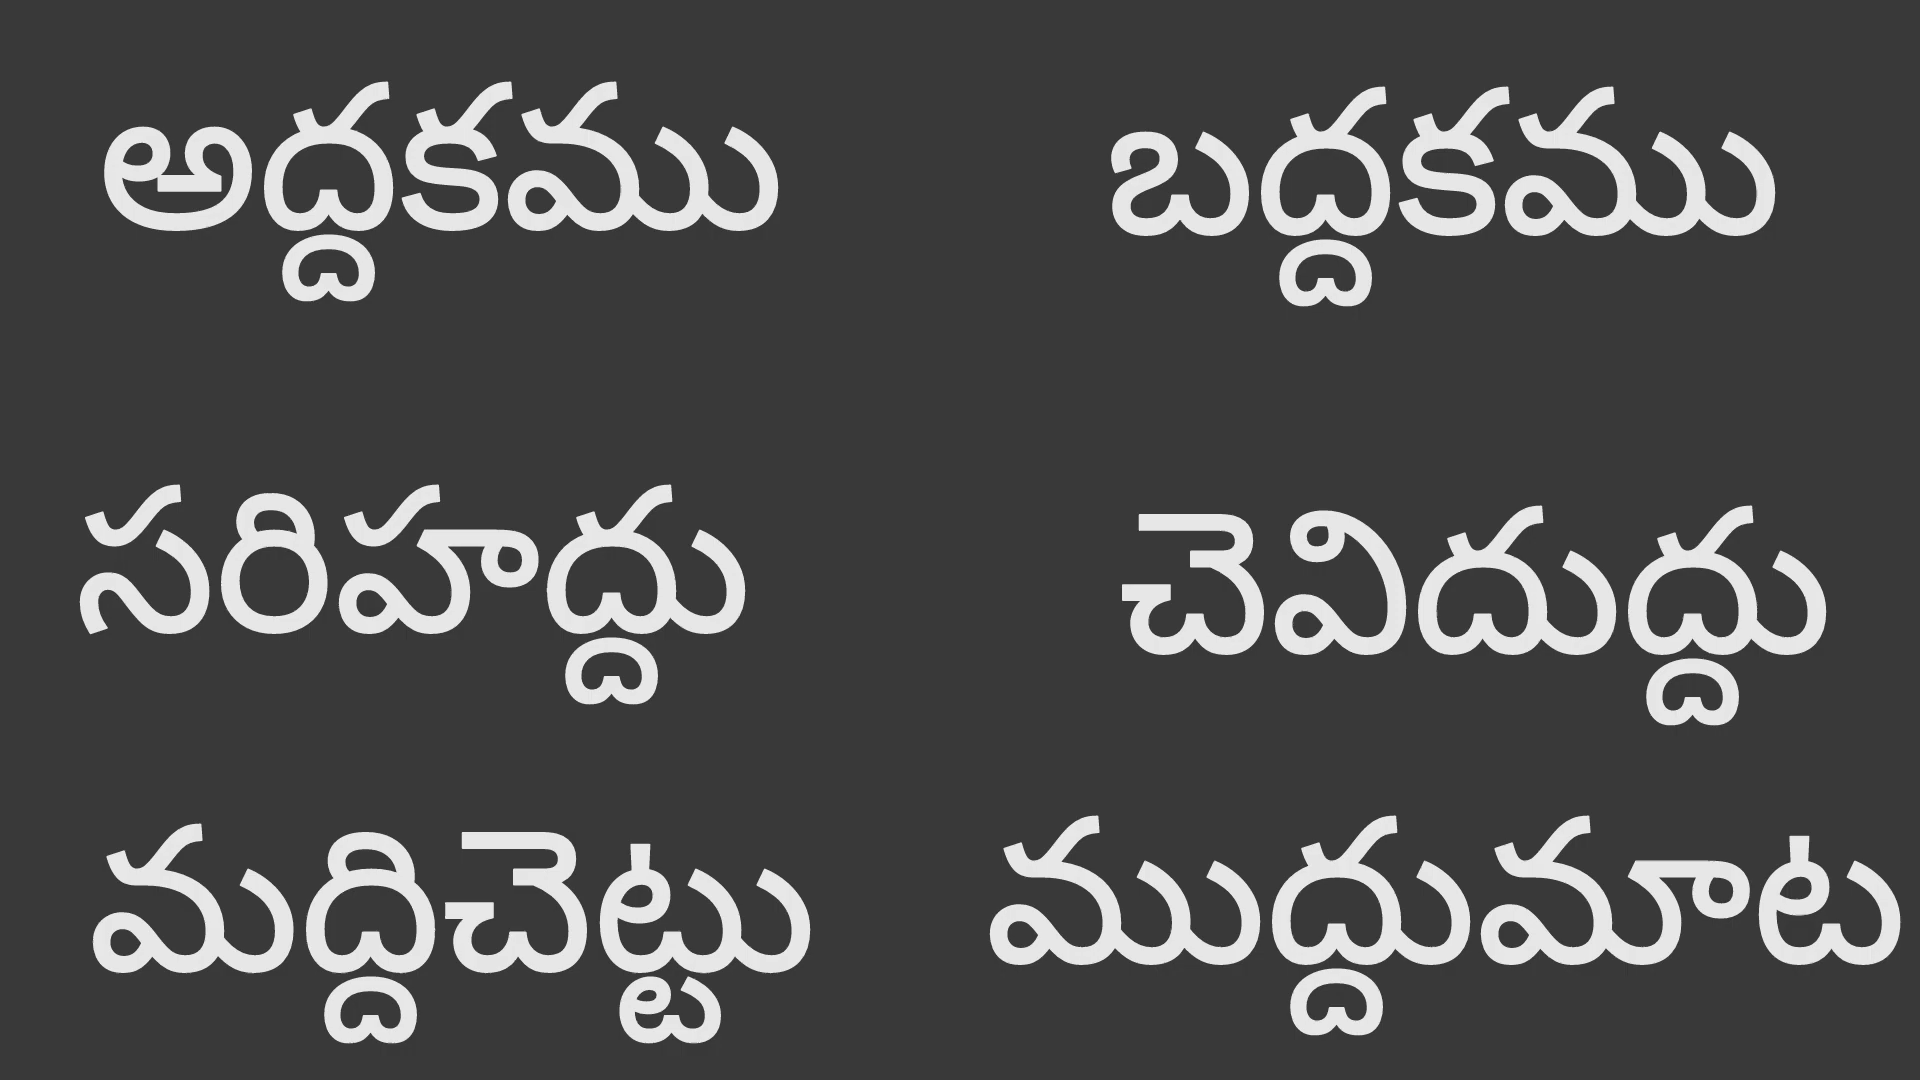 అద్దకము బద్దకము
సరిహద్దు చెవిదుద్దు
మద్దిచెట్టు ముద్దుమాట